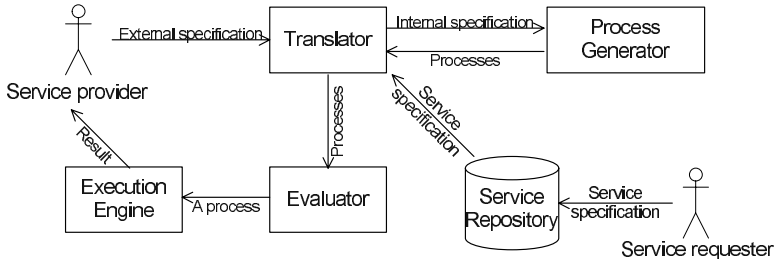 External specification
Translator
Internal specification
Process
Generator
Processes
Service provider
Processes
Service
specification
Result
Execution
Engine
A process
Evaluator
Service
Repository
Service
specification
Service requester